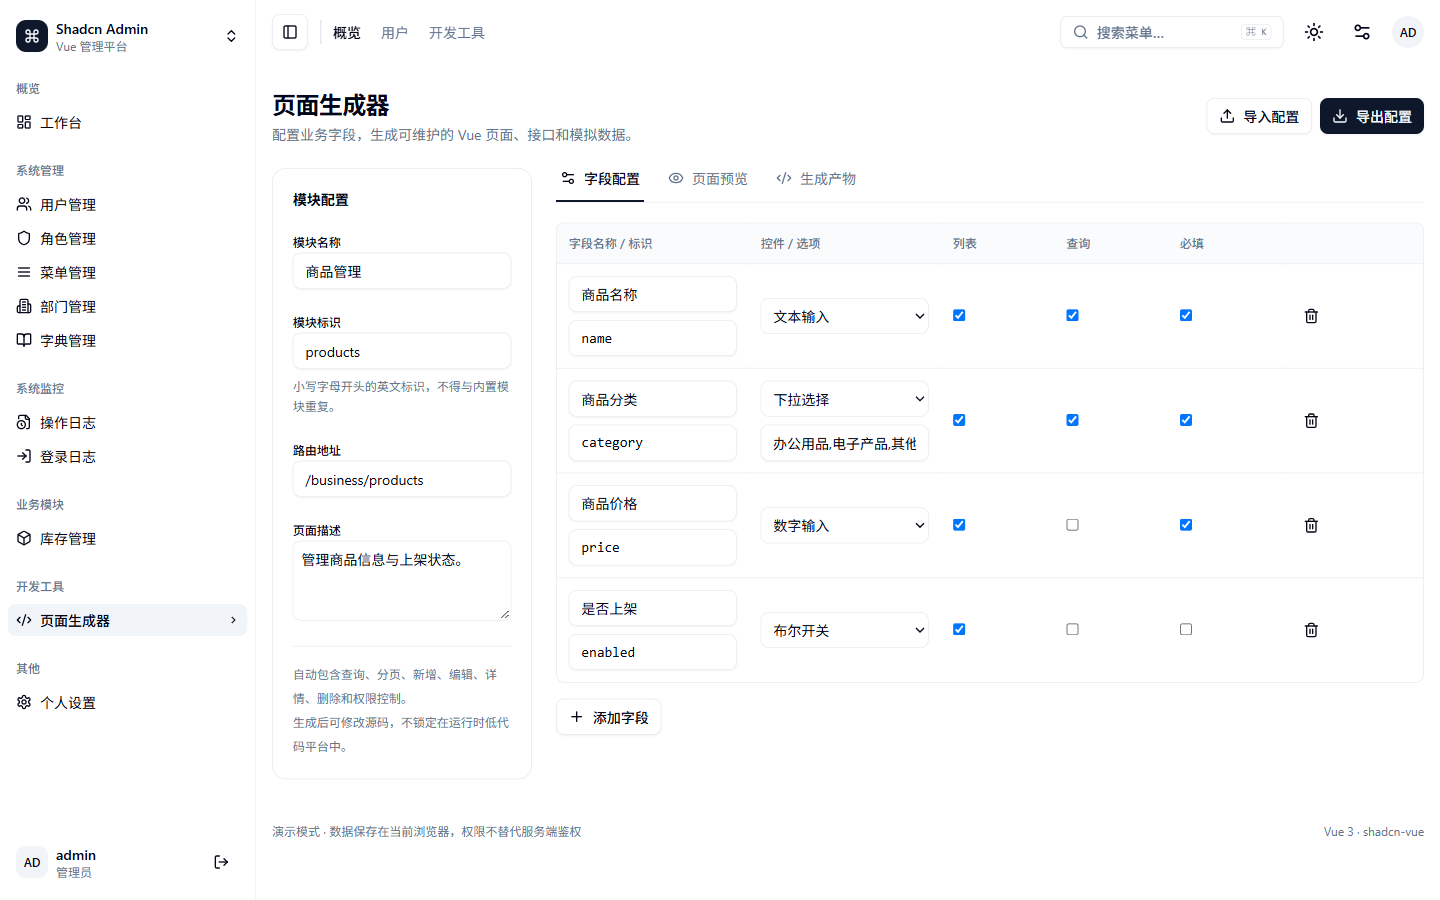 Shadcn Admin
Vue 管理平台
概览
工作台
系统管理
用户管理
角色管理
菜单管理
部门管理
字典管理
系统监控
操作日志
登录日志
业务模块
库存管理
开发工具
页面生成器
其他
个人设置
AD
admin
管理员
概览 用户 开发工具
搜索菜单...
⌘ K
AD
页面生成器
配置业务字段，生成可维护的 Vue 页面、接口和模拟数据。
导入配置
导出配置
模块配置
模块名称
商品管理
模块标识
products
小写字母开头的英文标识，不得与内置模
块重复。
路由地址
/business/products
页面描述
管理商品信息与上架状态。
自动包含查询、分页、新增、编辑、详
情、删除和权限控制。
生成后可修改源码，不锁定在运行时低代
码平台中。
字段配置 页面预览 生成产物
字段名称 / 标识 控件 / 选项 列表 查询 必填
商品名称
name
文本输入
商品分类
category
下拉选择
办公用品,电子产品,其他
商品价格
price
数字输入
是否上架
enabled
布尔开关
添加字段
演示模式 · 数据保存在当前浏览器，权限不替代服务端鉴权
Vue 3 · shadcn-vue